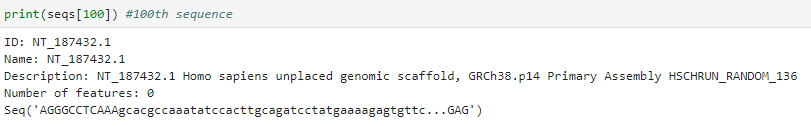 print(seqs[100]) #100th sequence
ID: NT_187432.1
Name: NT_187432.1
Description: NT_187432.1 Homo sapiens unplaced genomic scaffold, GRCh38.p14 Primary Assembly HSCHRUN_RANDOM_136
Number of features: 0
Seq('AGGGCCTCAAAgcacgccaaatatccacttgcagatcctatgaaaagagtgttc...GAG')